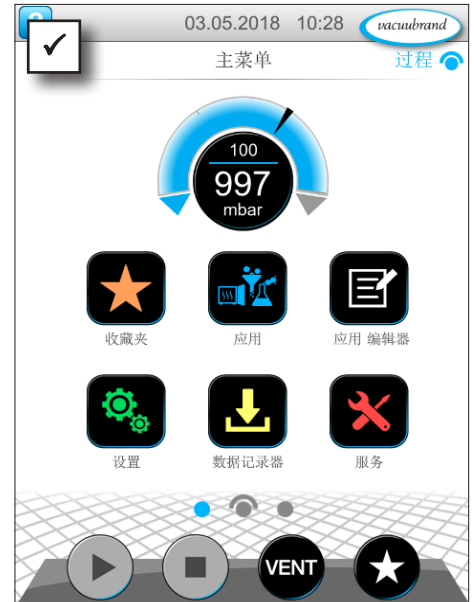 03.05.2018 10:28 vacuubrand
主菜单 过程
100
997
mbar
收藏夹 应用 应用 编辑器
设置 数据记录器 服务
VENT